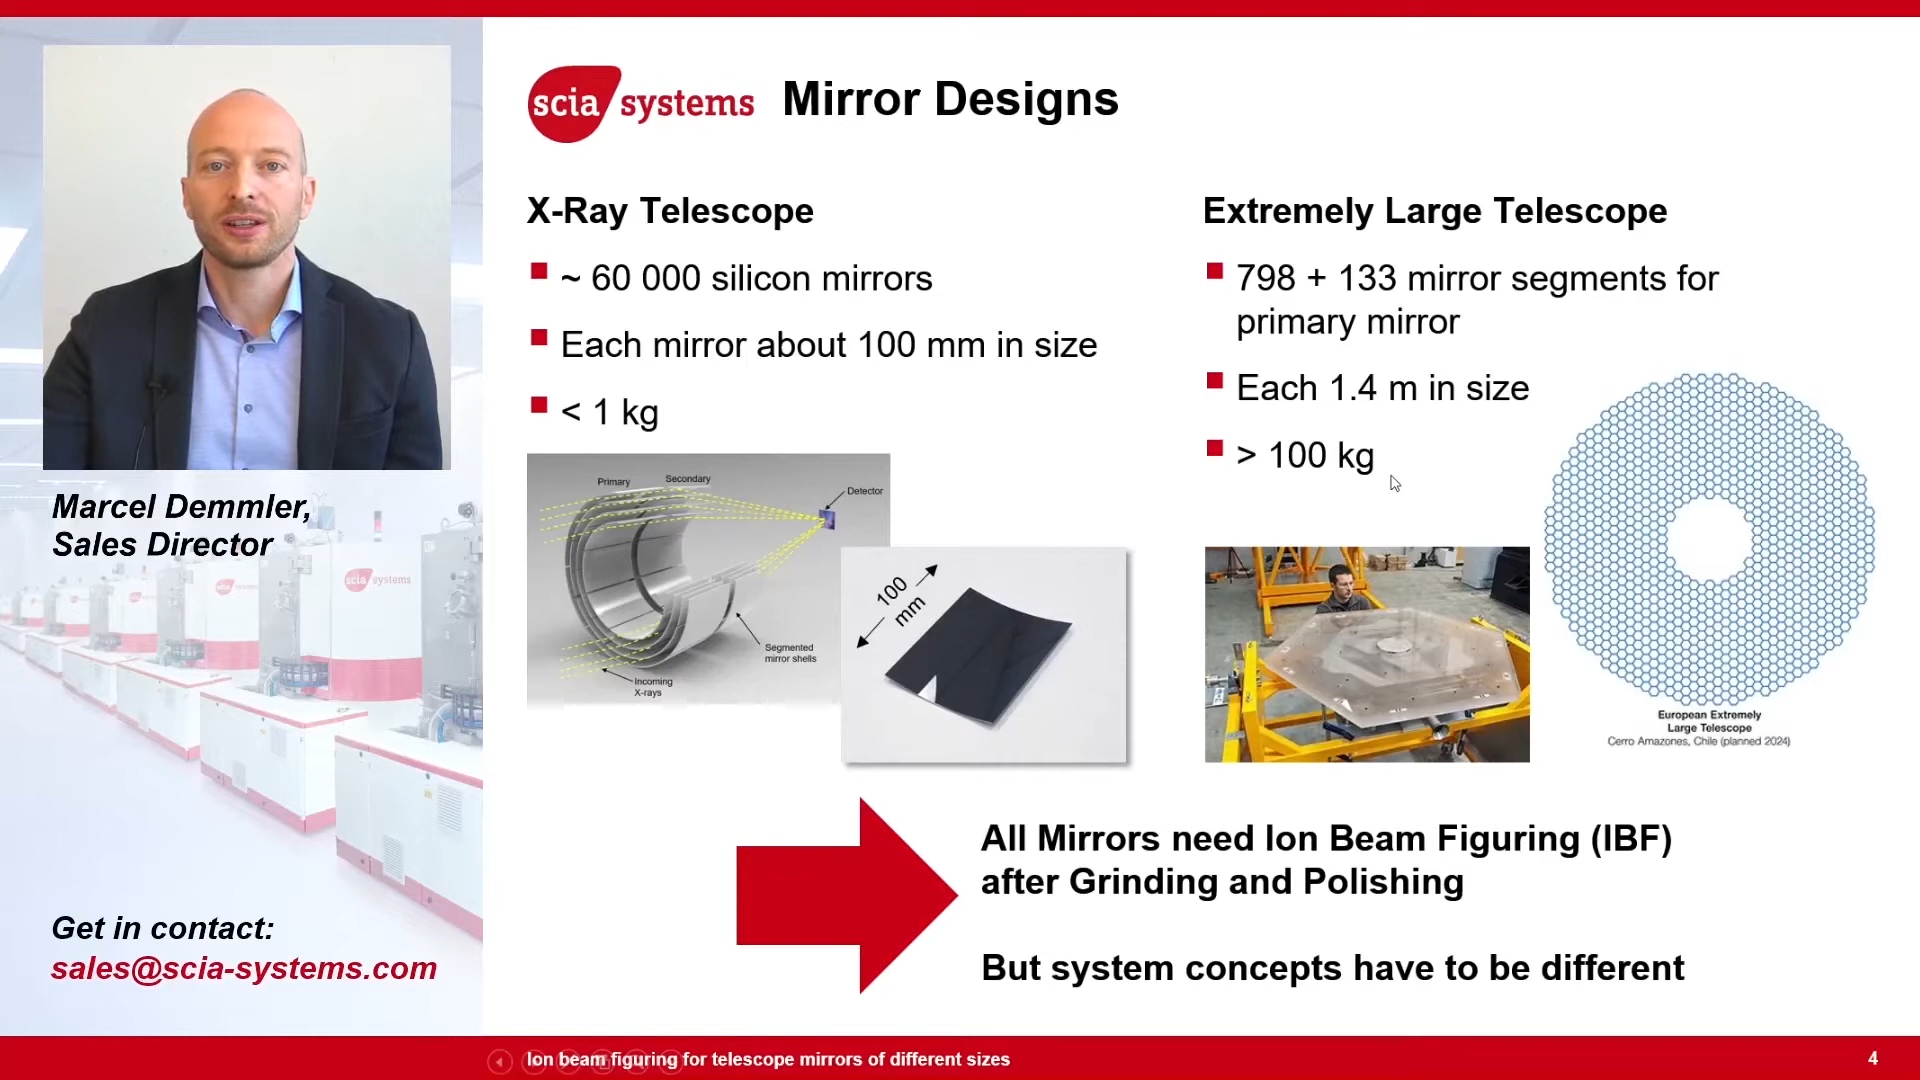 scia systems
Mirror Designs
X-Ray Telescope
~ 60 000 silicon mirrors
Each mirror about 100 mm in size
< 1 kg
Primary
Secondary
Detector
Segmented
mirror shells
Incoming
X-rays
100
mm
Extremely Large Telescope
798 + 133 mirror segments for
primary mirror
Each 1.4 m in size
> 100 kg
European Extremely
Large Telescope
Cerro Amazones, Chile (planned 2024)
All Mirrors need Ion Beam Figuring (IBF)
after Grinding and Polishing
But system concepts have to be different
Marcel Demmler,
Sales Director
scia systems
Get in contact:
sales@scia-systems.com
Ion beam figuring for telescope mirrors of different sizes
4